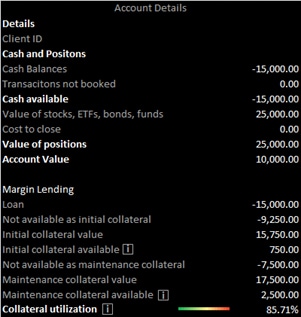 Account Details
Details
Client ID
Cash and Positons
Cash Balances -15,000.00
Transacitons not booked 0.00
Cash available -15,000.00
Value of stocks, ETFs, bonds, funds 25,000.00
Cost to close 0.00
Value of positions 25,000.00
Account Value 10,000.00
Margin Lending
Loan -15,000.00
Not available as initial collateral -9,250.00
Initial collateral value 15,750.00
Initial collateral available i 750.00
Not available as maintenance collateral -7,500.00
Maintenance collateral value 17,500.00
Maintenance collateral available i 2,500.00
Collateral utilization i 85.71%